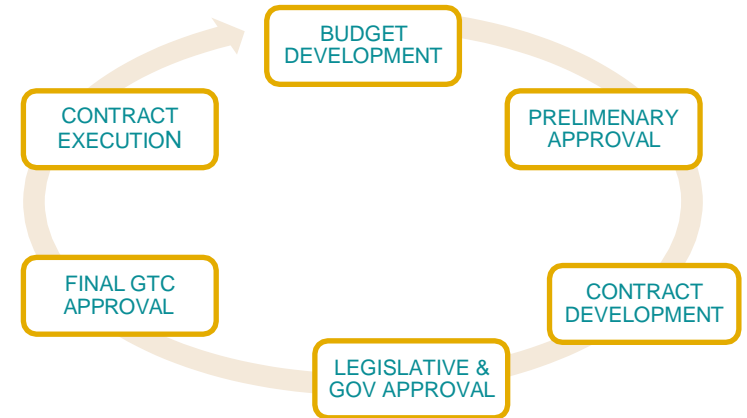 BUDGET
DEVELOPMENT
PRELIMENARY
APPROVAL
CONTRACT
DEVELOPMENT
LEGISLATIVE &
GOV APPROVAL
FINAL GTC
APPROVAL
CONTRACT
EXECUTION